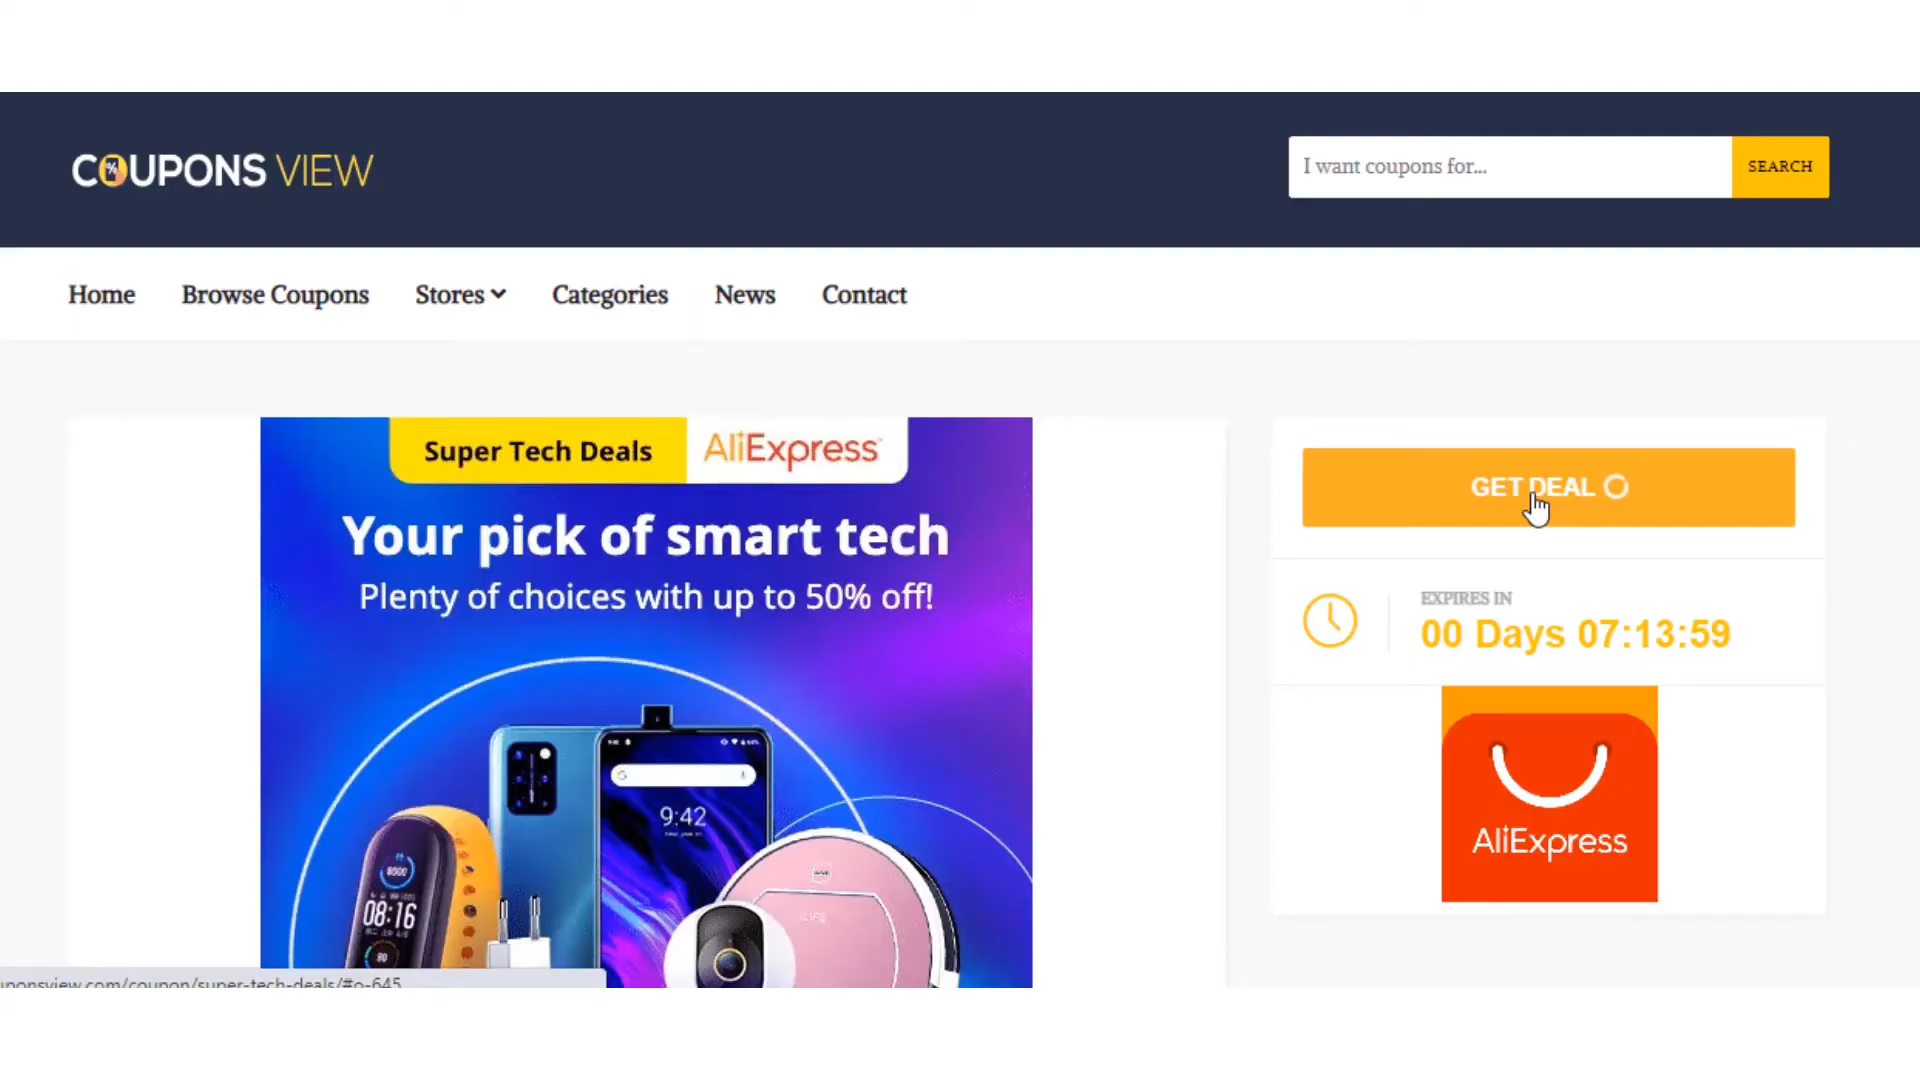 COUPONS VIEW
I want coupons for...
SEARCH
Home
Browse Coupons
Stores
Categories
News
Contact
Super Tech Deals
AliExpress
Your pick of smart tech
Plenty of choices with up to 50% off!
GET DEAL
EXPIRES IN
00 Days 07:13:59
AliExpress
9:42
08:16
uponsview.com/coupon/super-tech-deals/#o-645